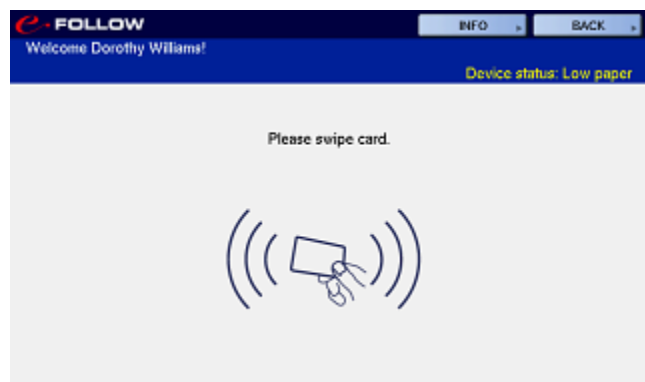 e-FOLLOW
INFO
BACK
Welcome Dorothy Williams!
Device status: Low paper
Please swipe card.